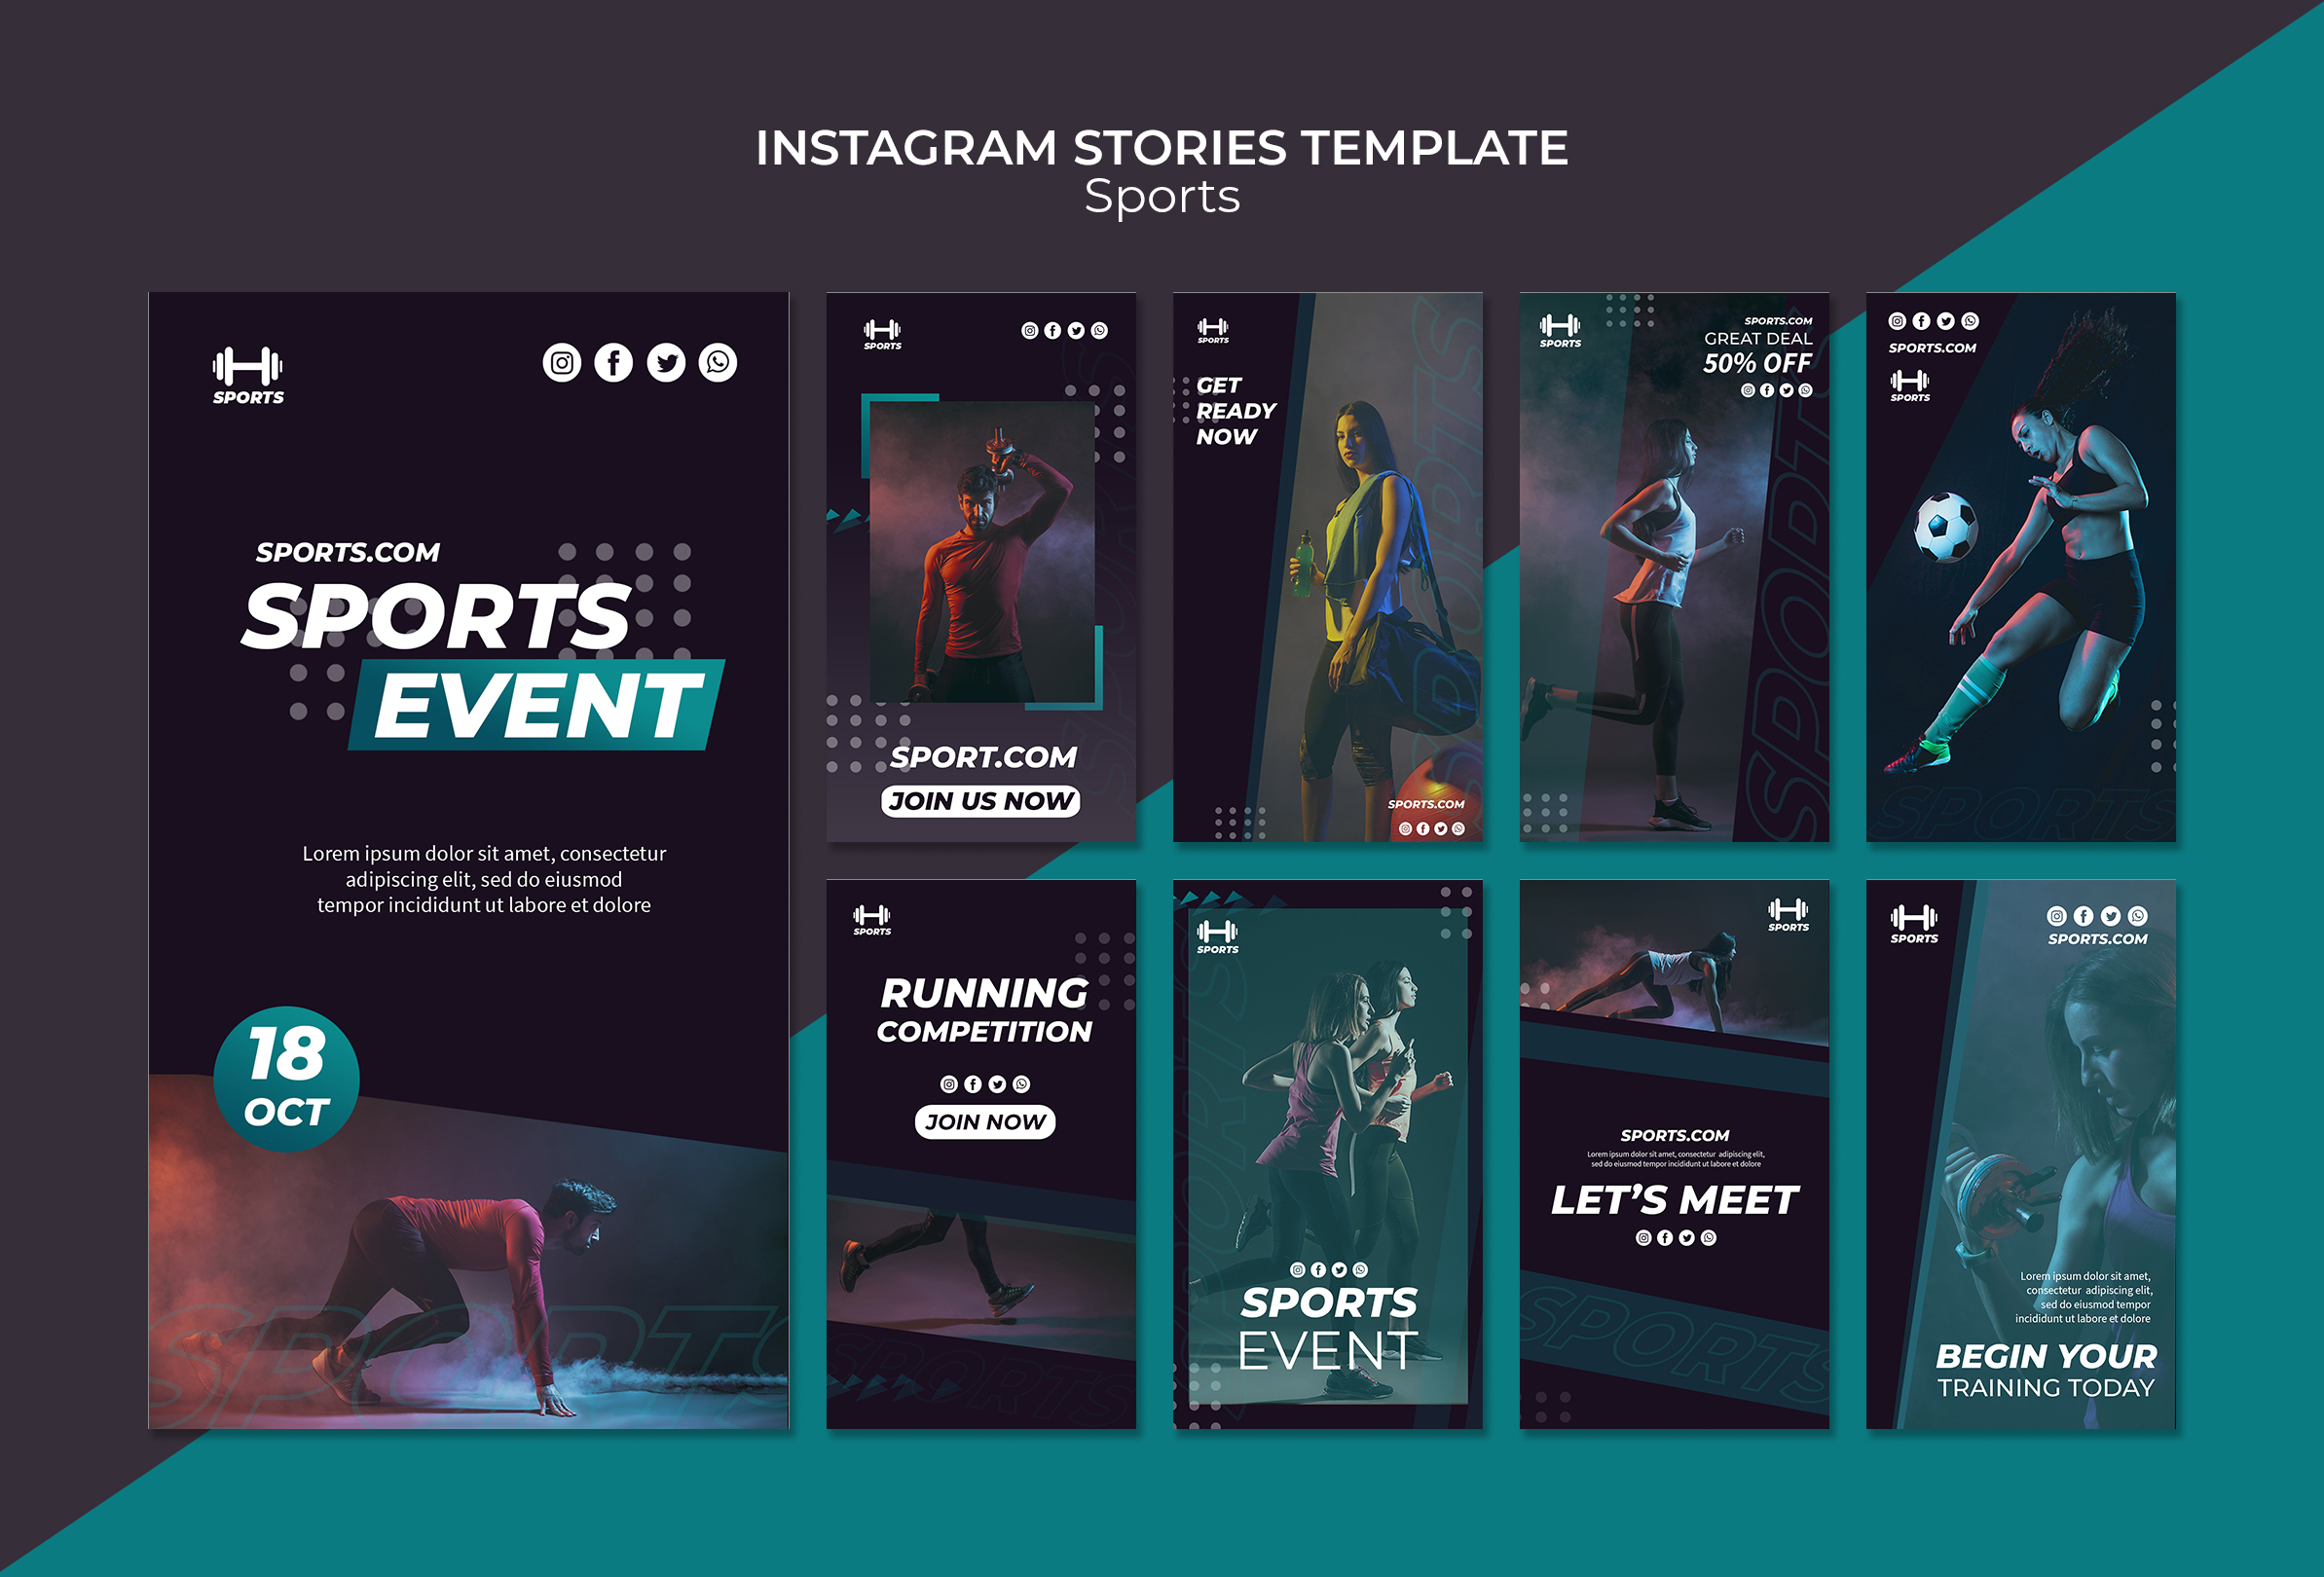 INSTAGRAM STORIES TEMPLATE
Sports
SPORTS
SPORTS.COM
SPORTS
EVENT
Lorem ipsum dolor sit amet, consectetur
adipiscing elit, sed do eiusmod
tempor incididunt ut labore et dolore
18
OCT
SPORTS
SPORTS
SPORTS
SPORT.COM
JOIN US NOW
SPORTS
GET
READY
NOW
SPORTS
SPORTS.COM
SPORTS
SPORTS.COM
GREAT DEAL
50% OFF
SPORTS
SPORTS.COM
SPORTS
SPORTS
SPORTS
RUNNING
COMPETITION
JOIN NOW
SPORTS
SPORTS
SPORTS
SPORTS
EVENT
SPORTS
SPORTS.COM
Lorem ipsum dolor sit amet, consectetur adipiscing elit,
sed do eiusmod tempor incididunt ut labore et dolore
LET'S MEET
SPORTS
SPORTS
SPORTS.COM
Lorem ipsum dolor sit amet,
consectetur adipiscing elit,
sed do eiusmod tempor
incididunt ut labore et dolore
BEGIN YOUR
TRAINING TODAY